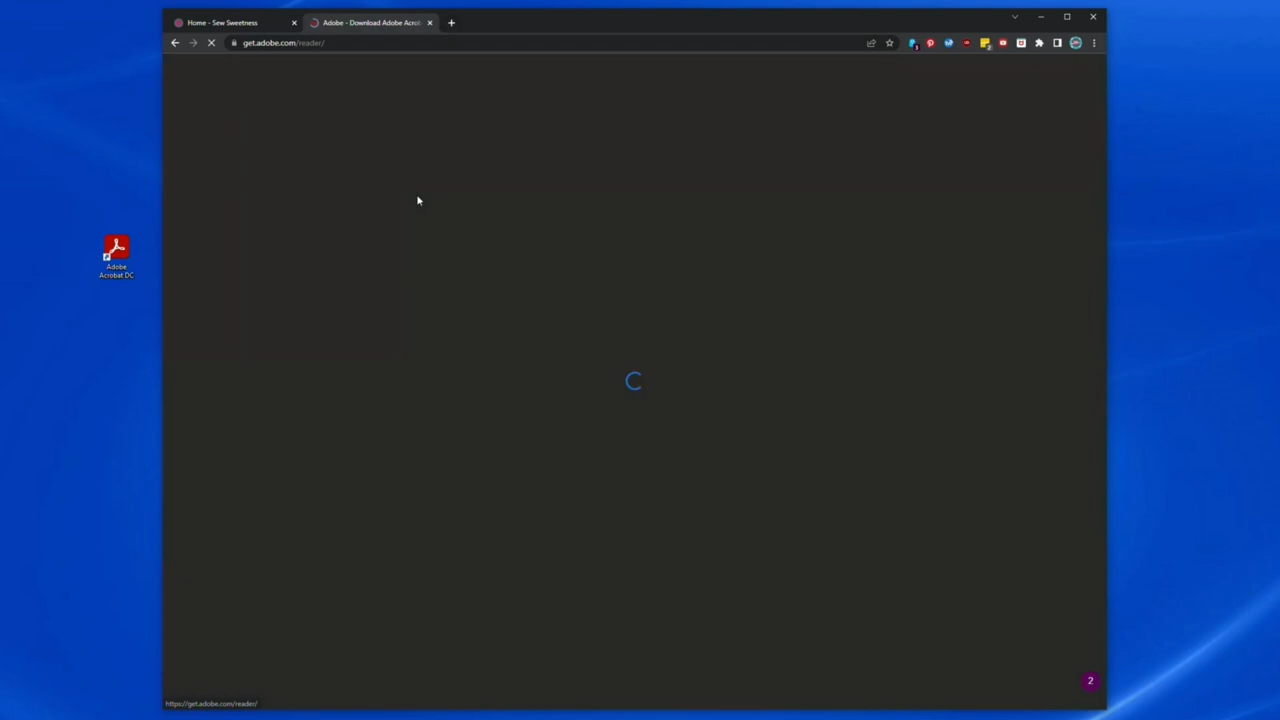 Home - Sew Sweetness
Adobe - Download Adobe Acrob
get.adobe.com/reader/
Adobe
Acrobat DC
2
https://get.adobe.com/reader/